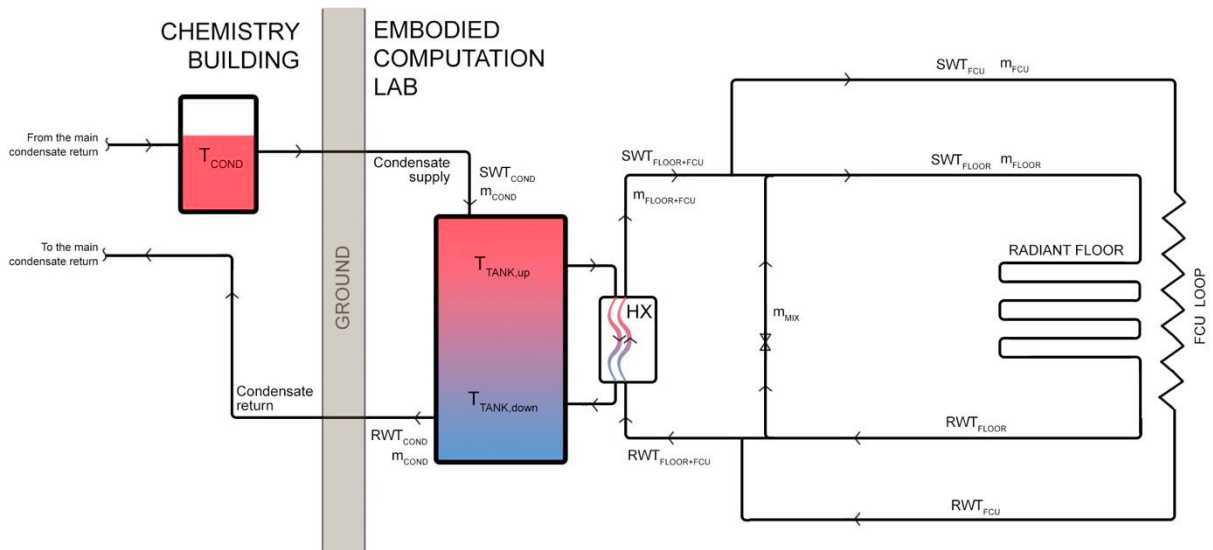 CHEMISTRY
BUILDING
EMBODIED
COMPUTATION
LAB
From the main
condensate return
T_COND
Condensate
supply
SWT_COND
m_COND
To the main
condensate return
GROUND
T_TANK,up
T_TANK,down
Condensate
return
RWT_COND
m_COND
HX
SWT_FLOOR+FCU
m_FLOOR+FCU
RWT_FLOOR+FCU
SWT_FCU m_FCU
SWT_FLOOR m_FLOOR
RADIANT FLOOR
m_MIX
FCU LOOP
RWT_FLOOR
RWT_FCU